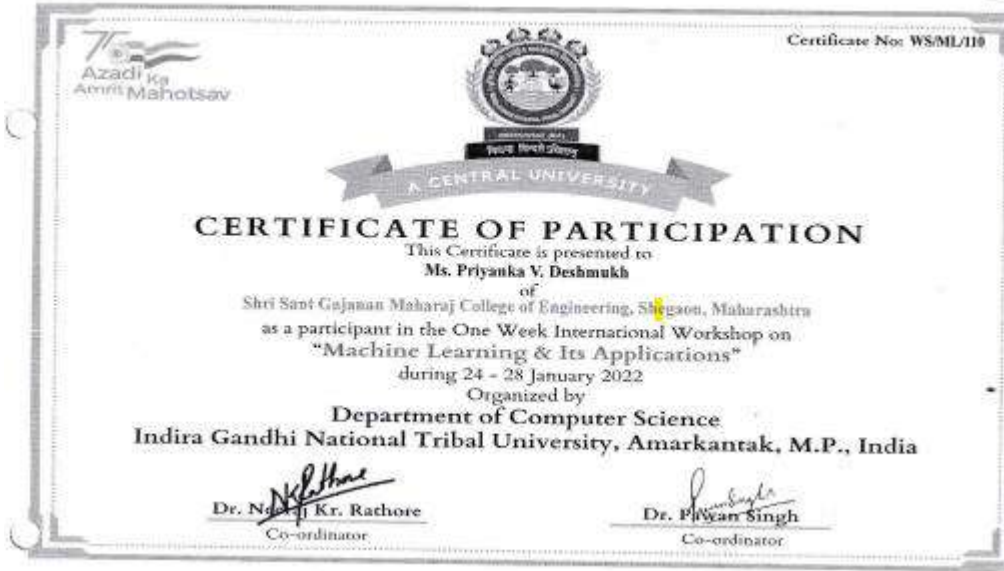 Certificate No: WS/ML/110
Azadi Ka
Amrit Mahotsav
A CENTRAL UNIVERSITY
CERTIFICATE OF PARTICIPATION
This Certificate is presented to
Ms. Priyanka V. Deshmukh
of
Shri Sant Gajanan Maharaj College of Engineering, Shegaon, Maharashtra
as a participant in the One Week International Workshop on
"Machine Learning & Its Applications"
during 24 - 28 January 2022
Organized by
Department of Computer Science
Indira Gandhi National Tribal University, Amarkantak, M.P., India
Dr. Neeraj Kr. Rathore
Co-ordinator
Dr. Pawan Singh
Co-ordinator